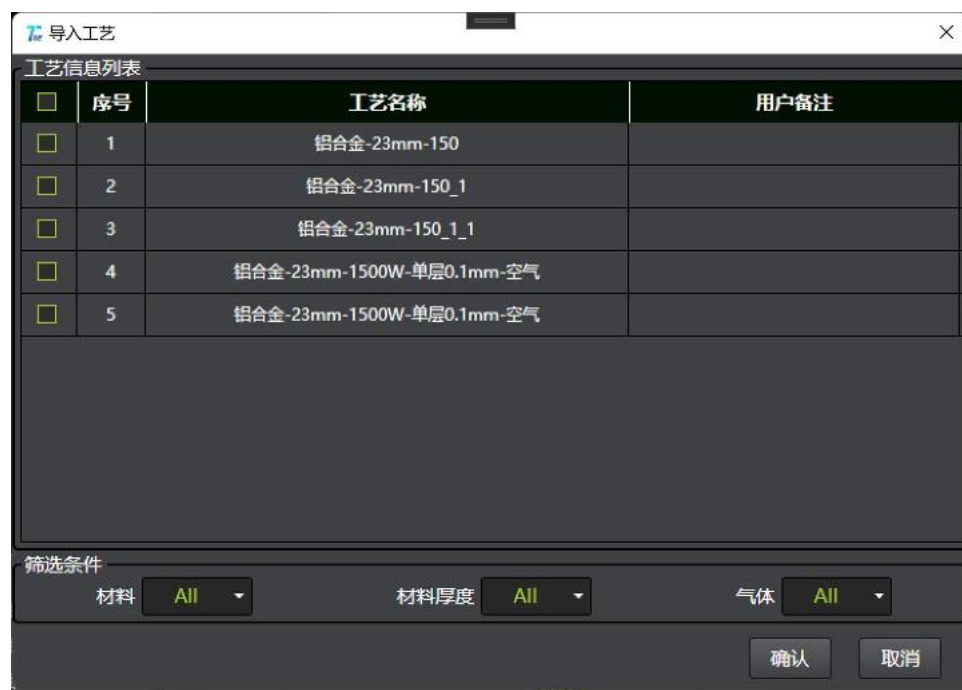 导入工艺
工艺信息列表
序号 工艺名称 用户备注
1 铝合金-23mm-150
2 铝合金-23mm-150_1
3 铝合金-23mm-150_1_1
4 铝合金-23mm-1500W-单层0.1mm-空气
5 铝合金-23mm-1500W-单层0.1mm-空气
筛选条件
材料 All 材料厚度 All 气体 All
确认 取消